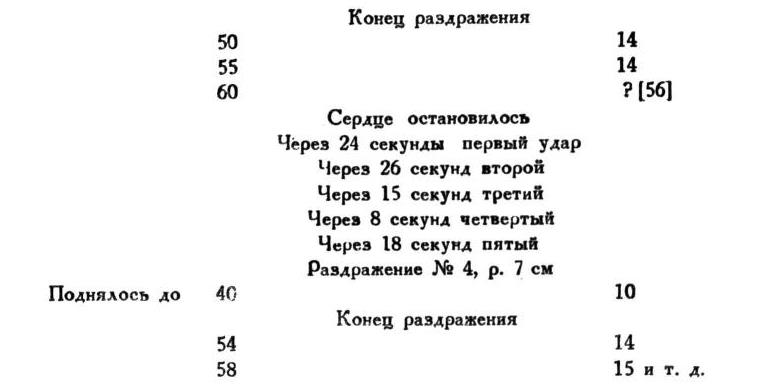 Конец раздражения
50 14
55 14
60 ? [56]
Сердце остановилось
Через 24 секунды первый удар
Через 26 секунд второй
Через 15 секунд третий
Через 8 секунд четвертый
Через 18 секунд пятый
Раздражение № 4, р. 7 см
Поднялось до 40 10
Конец раздражения
54 14
58 15 и т. д.